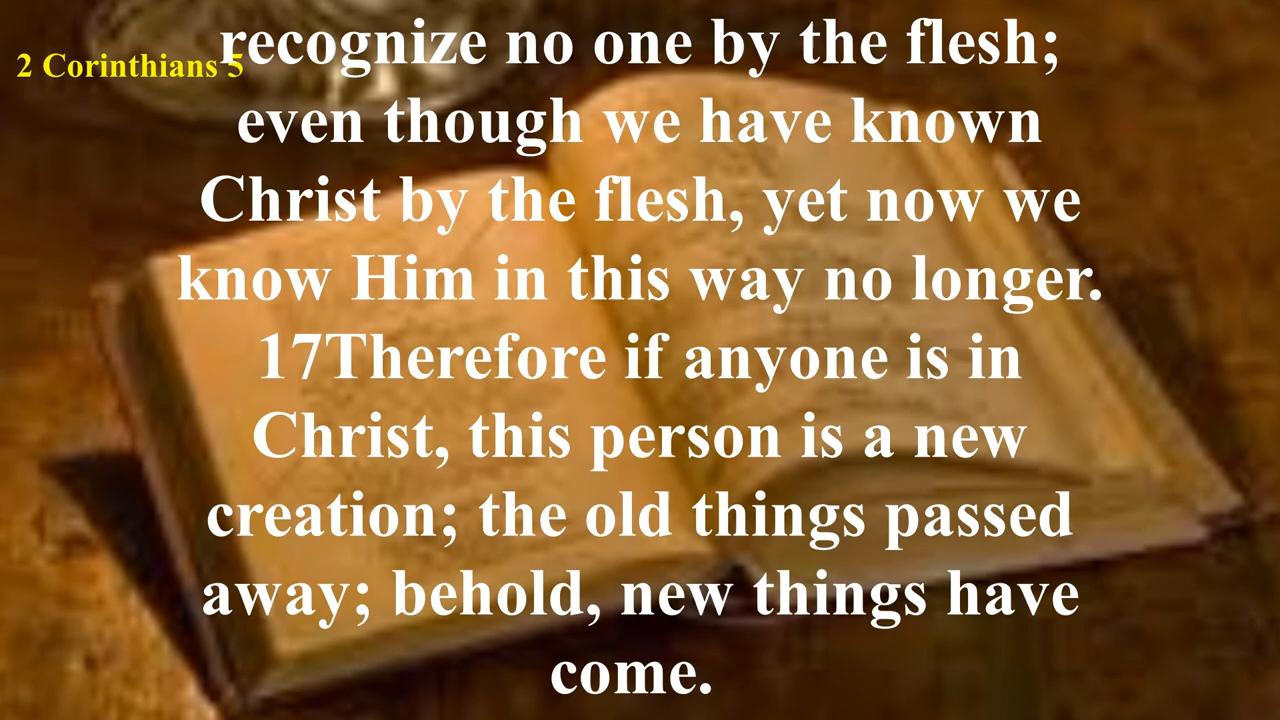 2 Corinthians 5
recognize no one by the flesh;
even though we have known
Christ by the flesh, yet now we
know Him in this way no longer.
17Therefore if anyone is in
Christ, this person is a new
creation; the old things passed
away; behold, new things have
come.